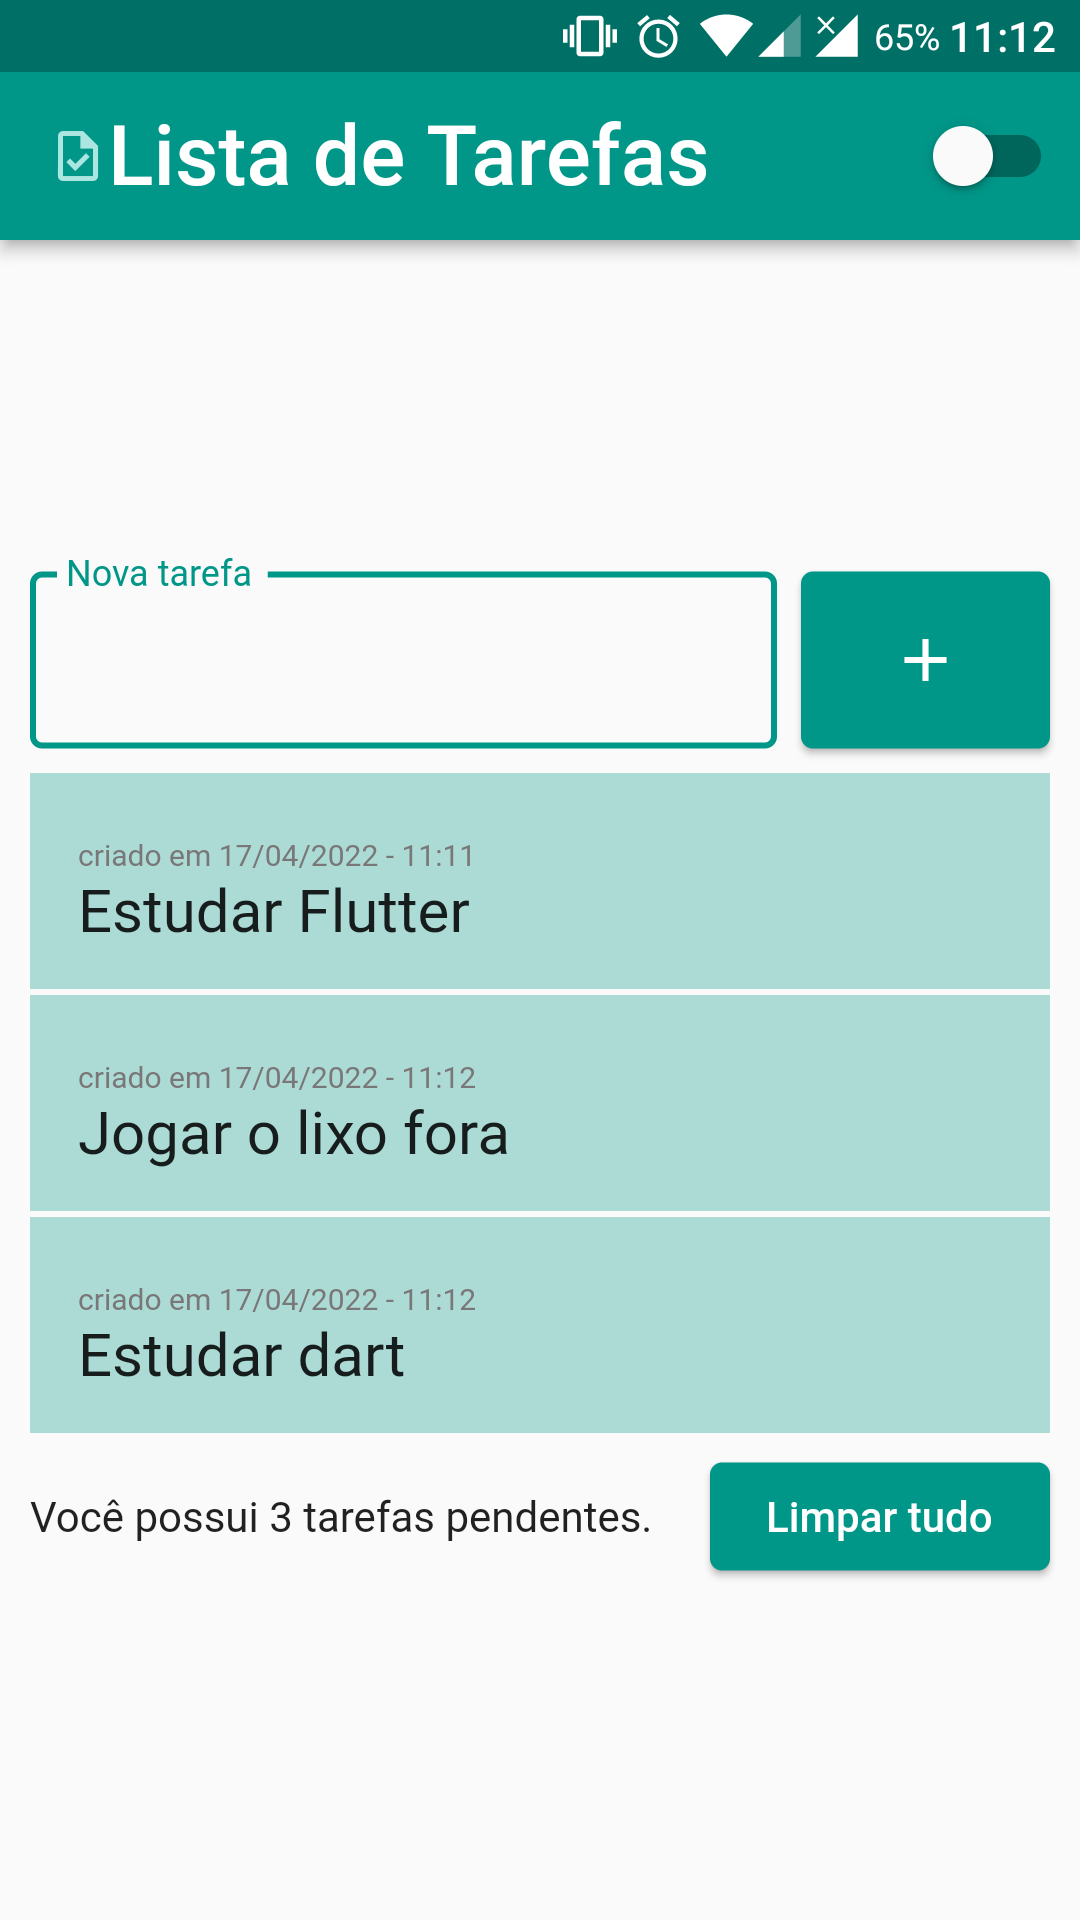 65% 11:12
Lista de Tarefas
Nova tarefa
+
criado em 17/04/2022 - 11:11
Estudar Flutter
criado em 17/04/2022 - 11:12
Jogar o lixo fora
criado em 17/04/2022 - 11:12
Estudar dart
Você possui 3 tarefas pendentes.
Limpar tudo